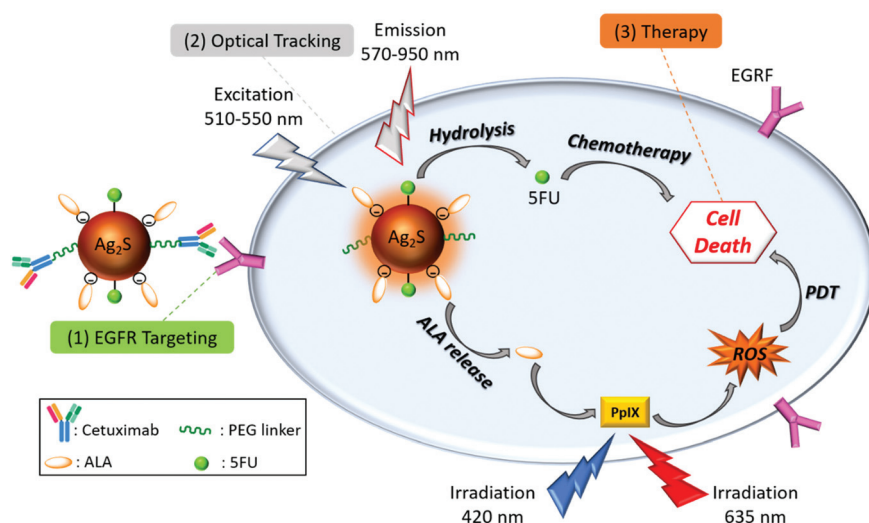 (2) Optical Tracking
Emission
570-950 nm
(3) Therapy
EGRF
Excitation
510-550 nm
Hydrolysis
Chemotherapy
5FU
Cell
Death
Ag2S
Ag2S
(1) EGFR Targeting
ALA release
PDT
ROS
PpIX
: Cetuximab
: PEG linker
: ALA
: 5FU
Irradiation
420 nm
Irradiation
635 nm